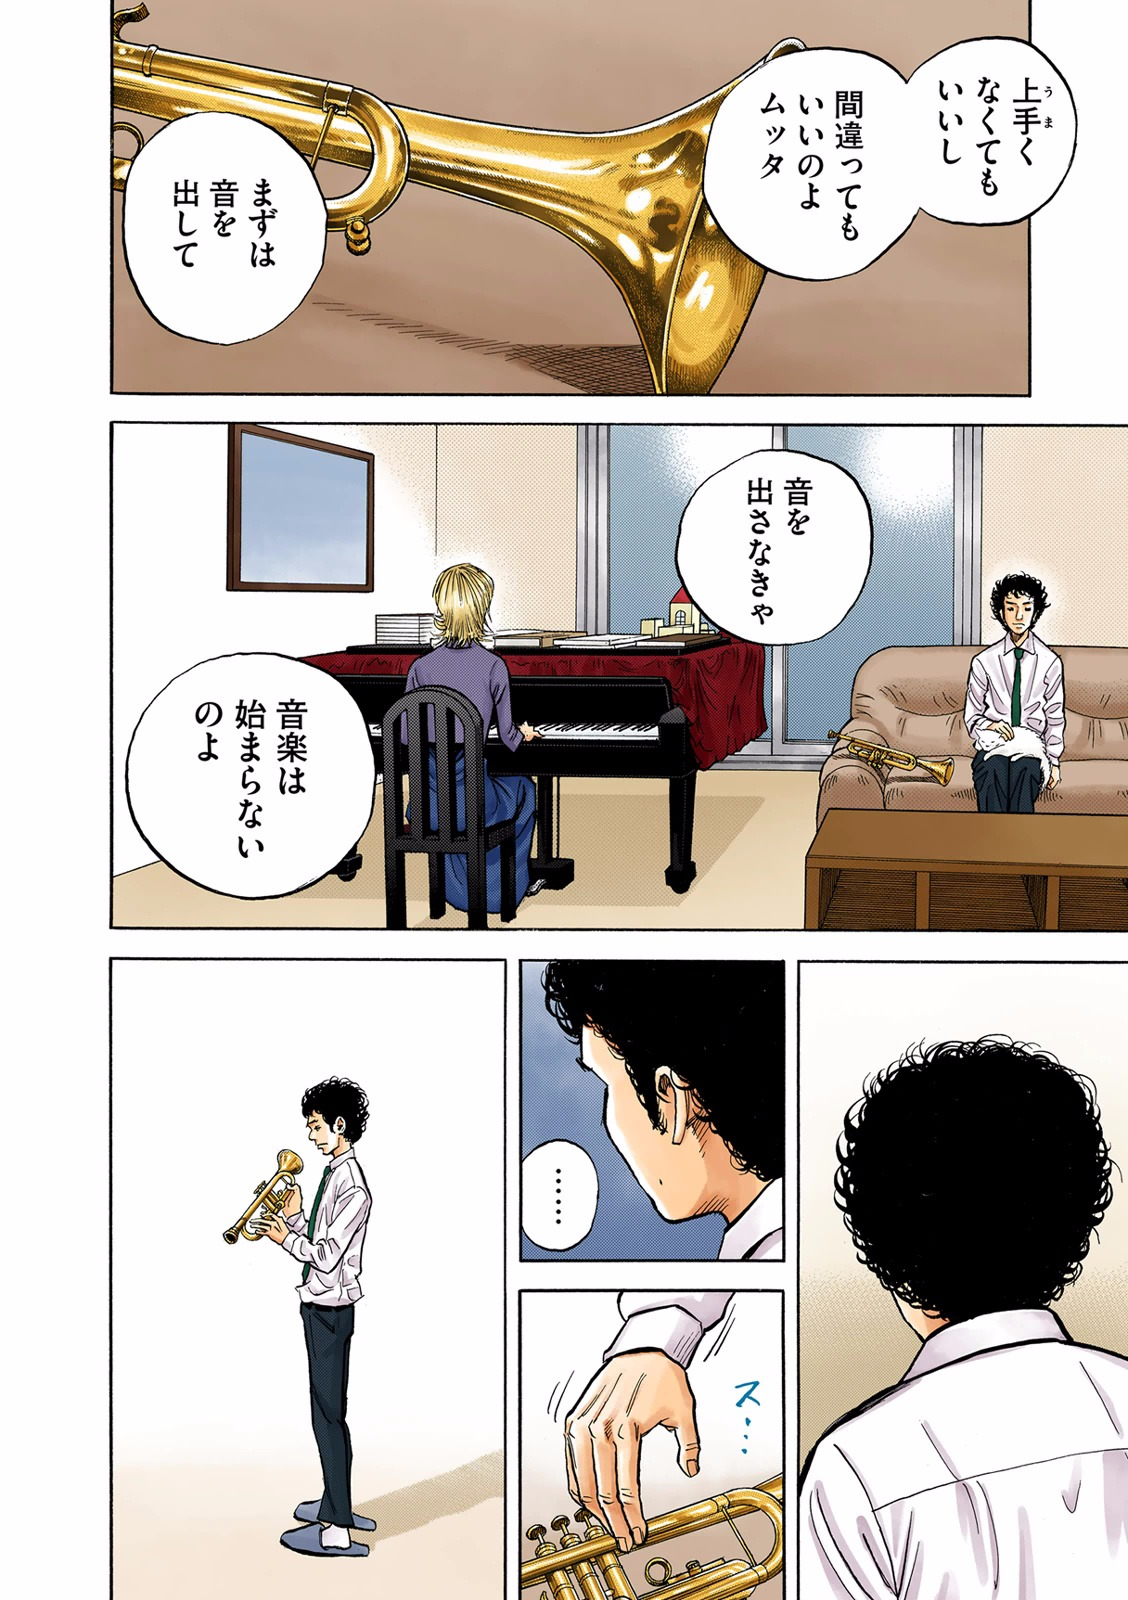 上手く
なくても
いいし
間違っても
いいのよ
ムッタ
まずは
音を
出して
音を
出さなきゃ
音楽は
始まらない
のよ
……
ス…